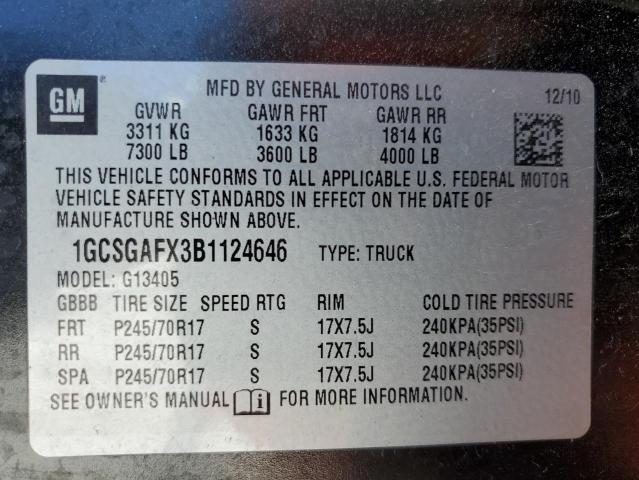 GM ®
MFD BY GENERAL MOTORS LLC 12/10
GVWR GAWR FRT GAWR RR
3311 KG 1633 KG 1814 KG
7300 LB 3600 LB 4000 LB
THIS VEHICLE CONFORMS TO ALL APPLICABLE U.S. FEDERAL MOTOR
VEHICLE SAFETY STANDARDS IN EFFECT ON THE DATE OF
MANUFACTURE SHOWN ABOVE.
1GCSGAFX3B1124646 TYPE: TRUCK
MODEL: G13405
GBBB TIRE SIZE SPEED RTG RIM COLD TIRE PRESSURE
FRT P245/70R17 S 17X7.5J 240KPA(35PSI)
RR P245/70R17 S 17X7.5J 240KPA(35PSI)
SPA P245/70R17 S 17X7.5J 240KPA(35PSI)
SEE OWNER'S MANUAL i FOR MORE INFORMATION.